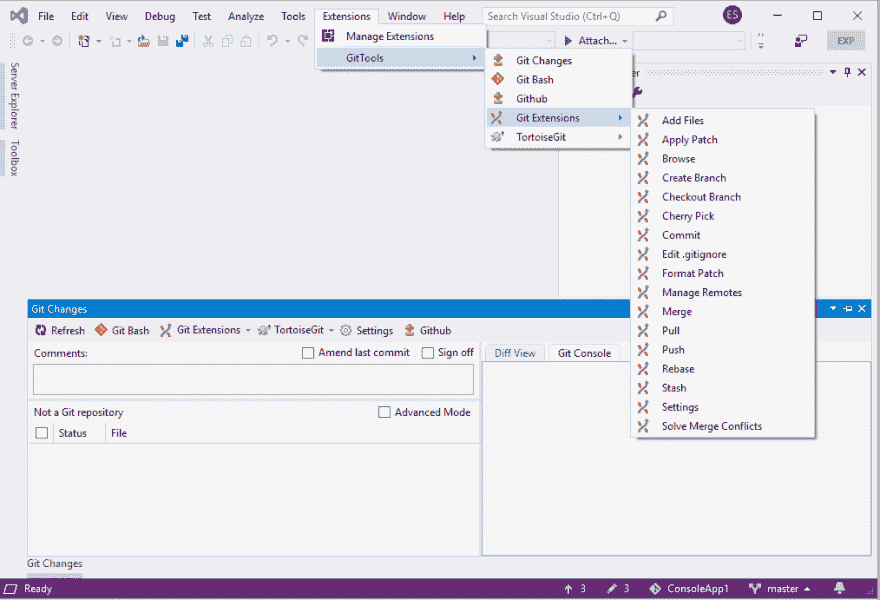 File Edit View Debug Test Analyze Tools Extensions Window Help Search Visual Studio (Ctrl+Q) ES
Attach... EXP
Manage Extensions
GitTools
Server Explorer
Toolbox
er
Git Changes
Git Bash
Github
Git Extensions
TortoiseGit
Add Files
Apply Patch
Browse
Create Branch
Checkout Branch
Cherry Pick
Commit
Edit .gitignore
Format Patch
Manage Remotes
Merge
Pull
Push
Rebase
Stash
Settings
Solve Merge Conflicts
Git Changes
Refresh Git Bash Git Extensions TortoiseGit Settings Github
Comments: Amend last commit Sign off
Diff View Git Console
Not a Git repository Advanced Mode
Status File
Git Changes
Ready 3 3 ConsoleApp1 master